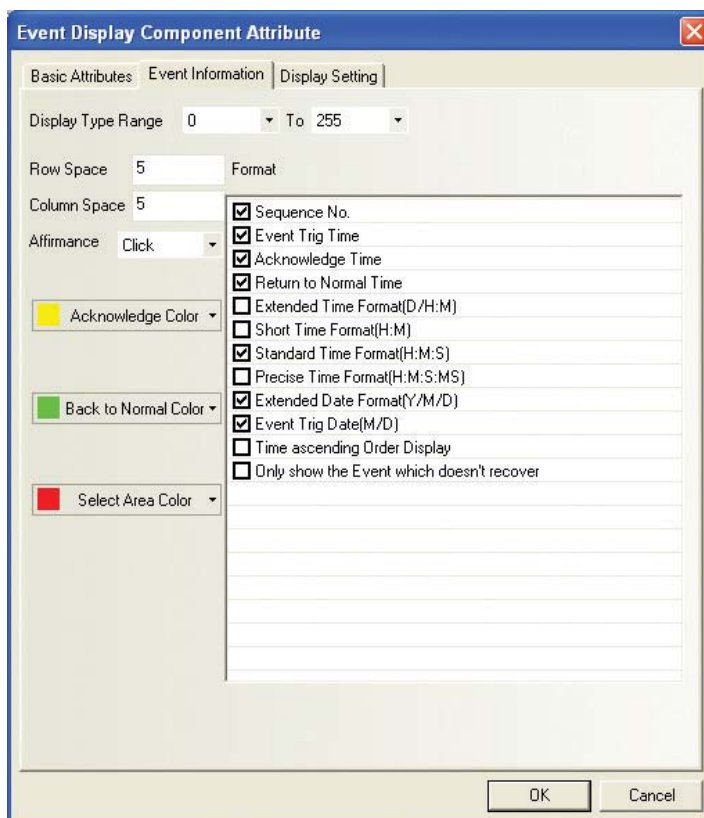 Event Display Component Attribute
Basic Attributes Event Information Display Setting
Display Type Range 0 To 255
Row Space 5 Format
Column Space 5
Affirmance Click
Acknowledge Color
Back to Normal Color
Select Area Color
Sequence No.
Event Trig Time
Acknowledge Time
Return to Normal Time
Extended Time Format(D/H:M)
Short Time Format(H:M)
Standard Time Format(H:M:S)
Precise Time Format(H:M:S:MS)
Extended Date Format(Y/M/D)
Event Trig Date(M/D)
Time ascending Order Display
Only show the Event which doesn't recover
OK Cancel